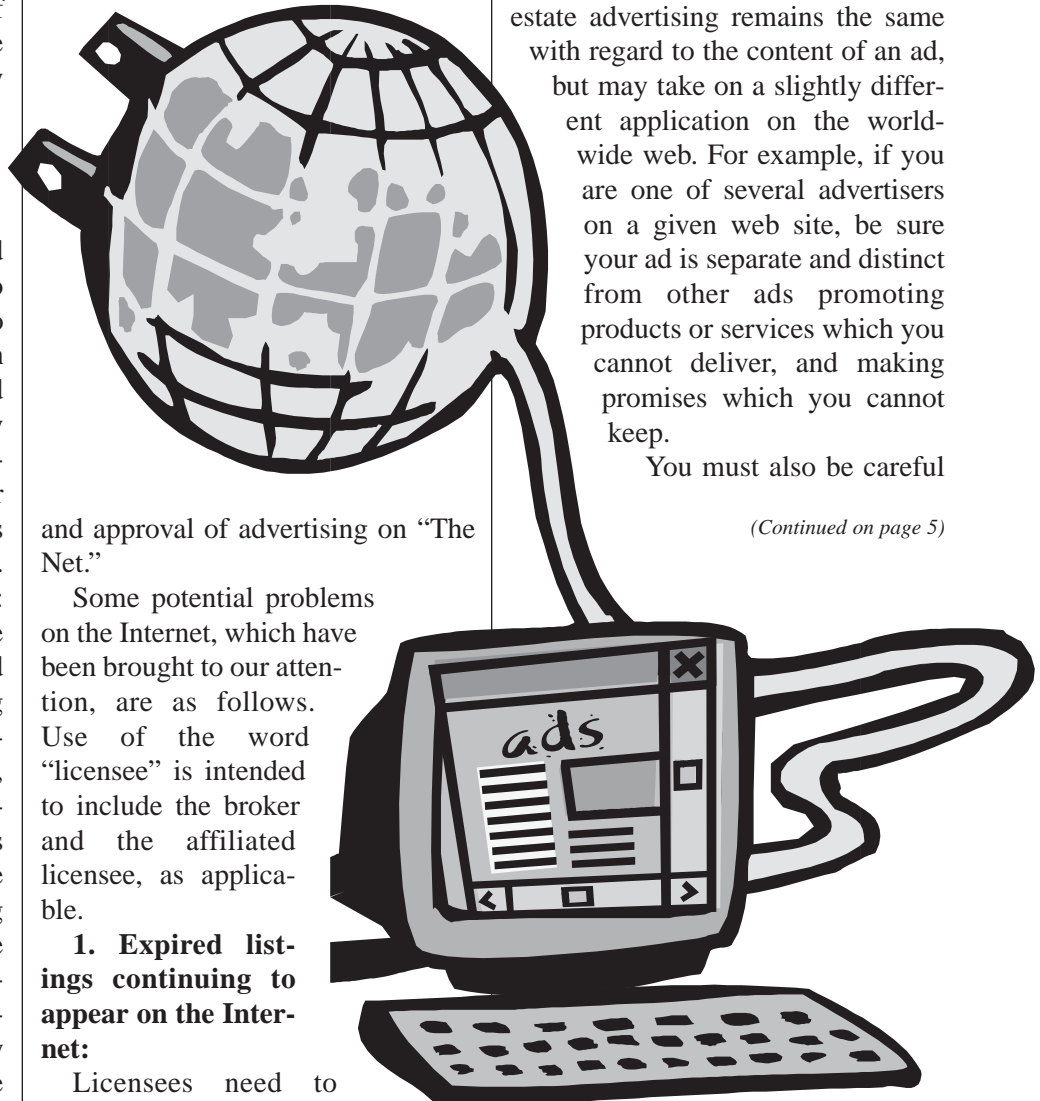 and approval of advertising on “The
Net.”
Some potential problems
on the Internet, which have
been brought to our atten-
tion, are as follows.
Use of the word
“licensee” is intended
to include the broker
and the affiliated
licensee, as applica-
ble.
1. Expired list-
ings continuing to
appear on the Inter-
net:
Licensees need to
estate advertising remains the same
with regard to the content of an ad,
but may take on a slightly differ-
ent application on the world-
wide web. For example, if you
are one of several advertisers
on a given web site, be sure
your ad is separate and distinct
from other ads promoting
products or services which you
cannot deliver, and making
promises which you cannot
keep.
You must also be careful
(Continued on page 5)
ads